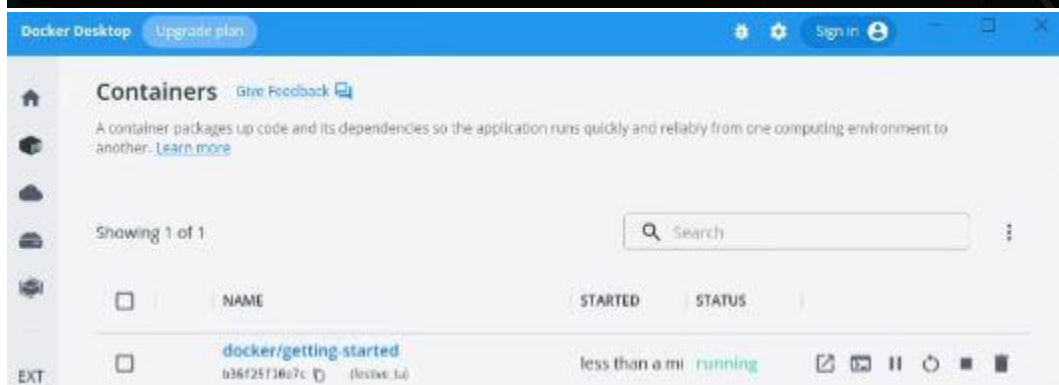 Docker Desktop Upgrade plan Sign in
Containers Give Feedback
A container packages up code and its dependencies so the application runs quickly and reliably from one computing environment to
another. Learn more
Showing 1 of 1 Search
NAME STARTED STATUS
docker/getting-started less than a mi running
EXT